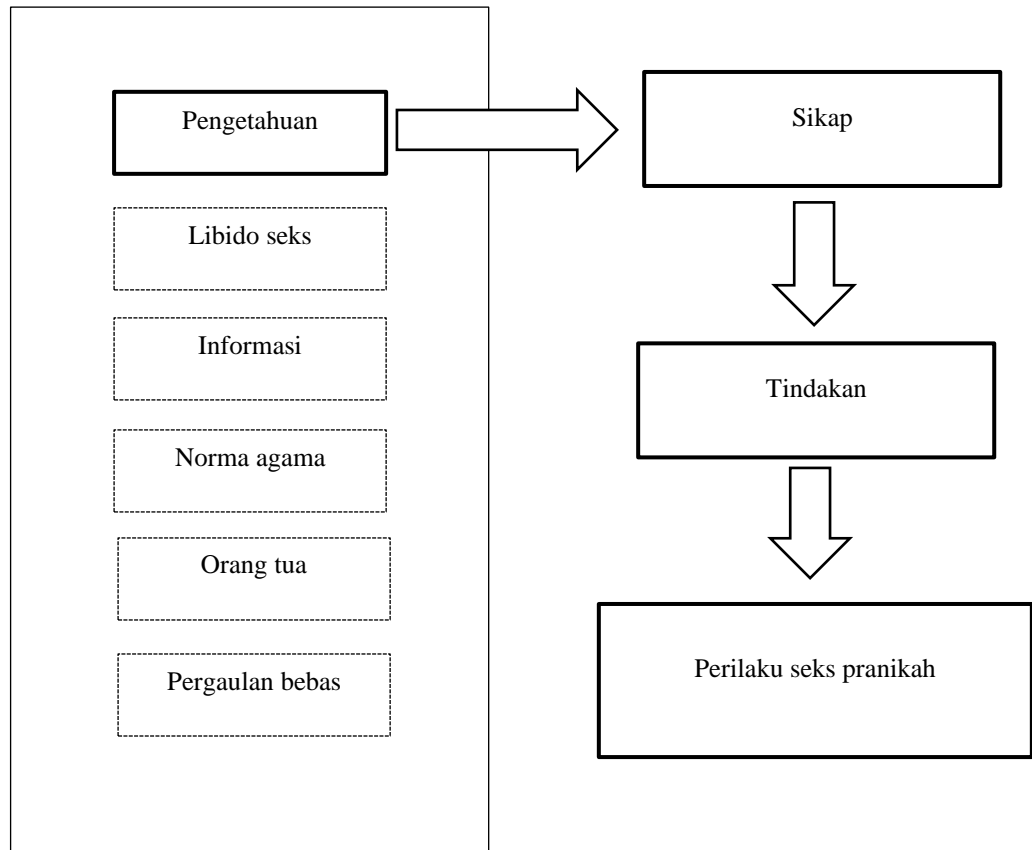 Pengetahuan
Libido seks
Informasi
Norma agama
Orang tua
Pergaulan bebas
Sikap
Tindakan
Perilaku seks pranikah